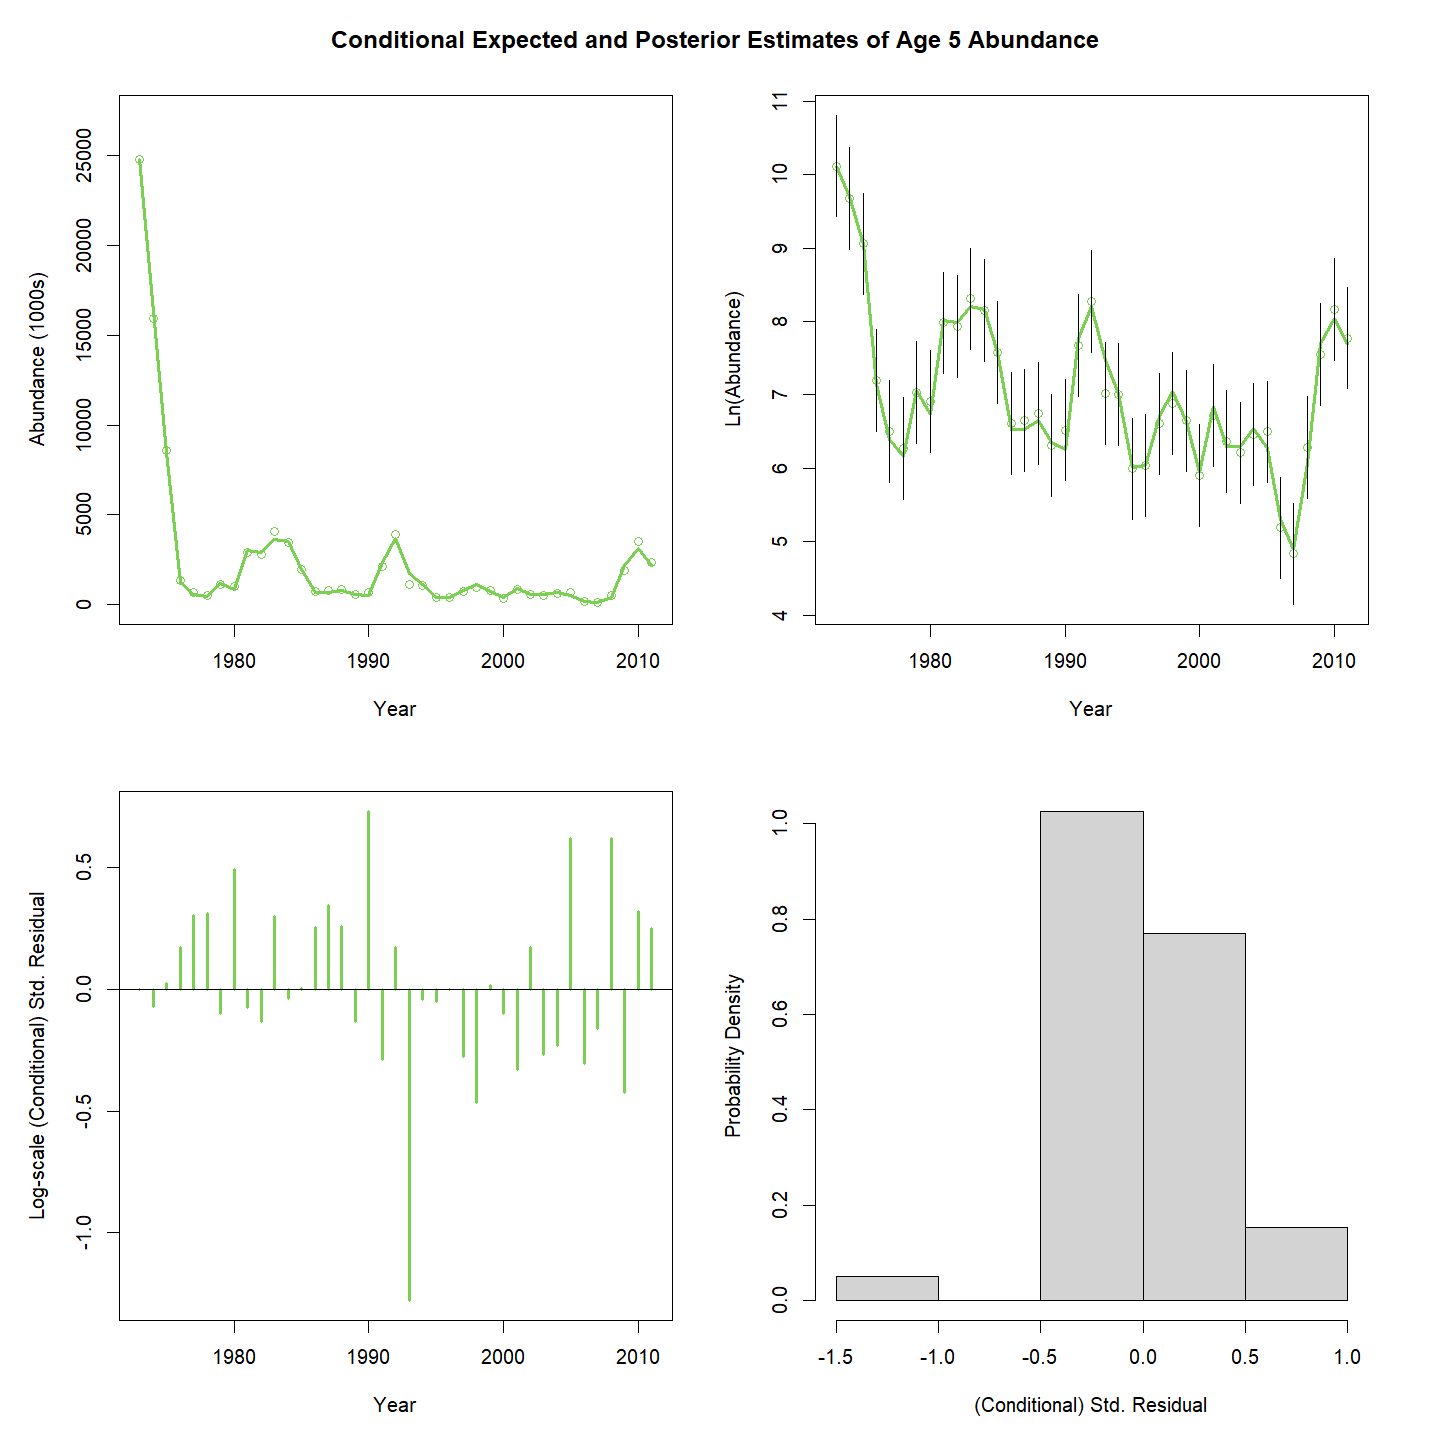 Conditional Expected and Posterior Estimates of Age 5 Abundance
Abundance (1000s)
25000
20000
15000
10000
5000
0
1980 1990 2000 2010
Year
Ln(Abundance)
11
10
9
8
7
6
5
4
1980 1990 2000 2010
Year
Log-scale (Conditional) Std. Residual
0.5
0.0
-0.5
-1.0
1980 1990 2000 2010
Year
Probability Density
1.0
0.8
0.6
0.4
0.2
0.0
-1.5 -1.0 -0.5 0.0 0.5 1.0
(Conditional) Std. Residual